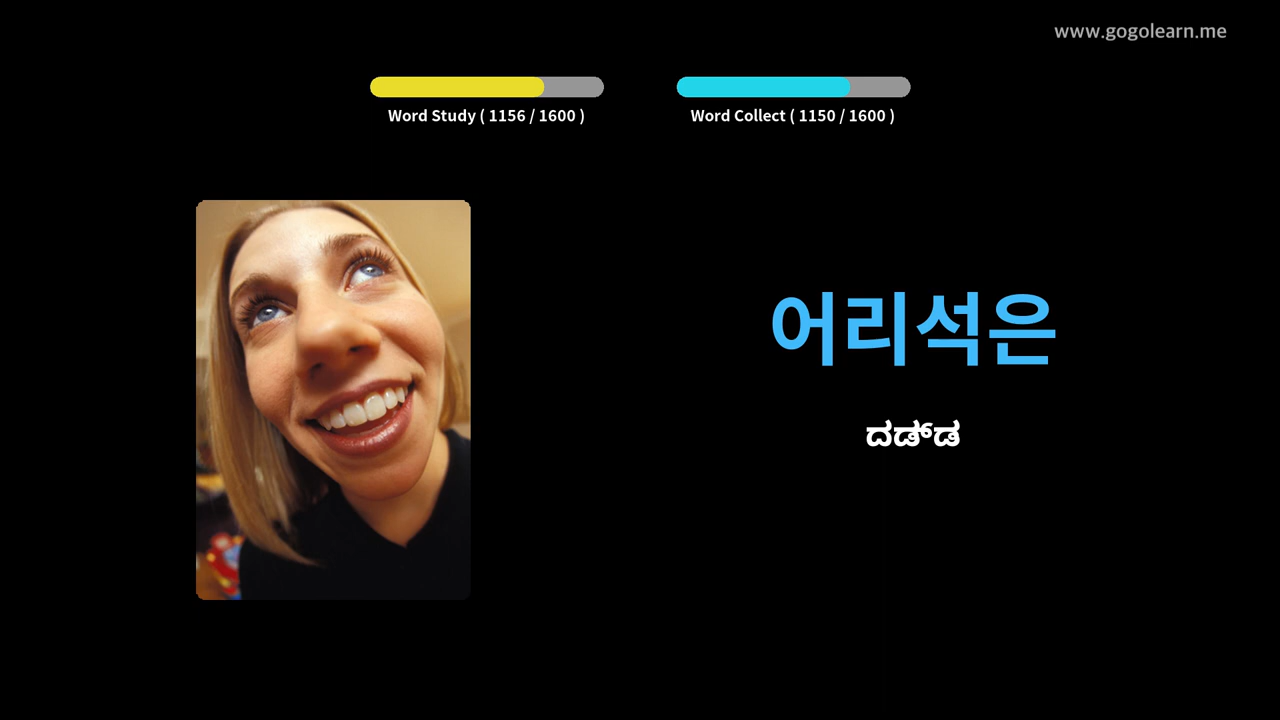 www.gogolearn.me
Word Study ( 1156 / 1600 )
Word Collect ( 1150 / 1600 )
어리석은
ದಡ್ಡ